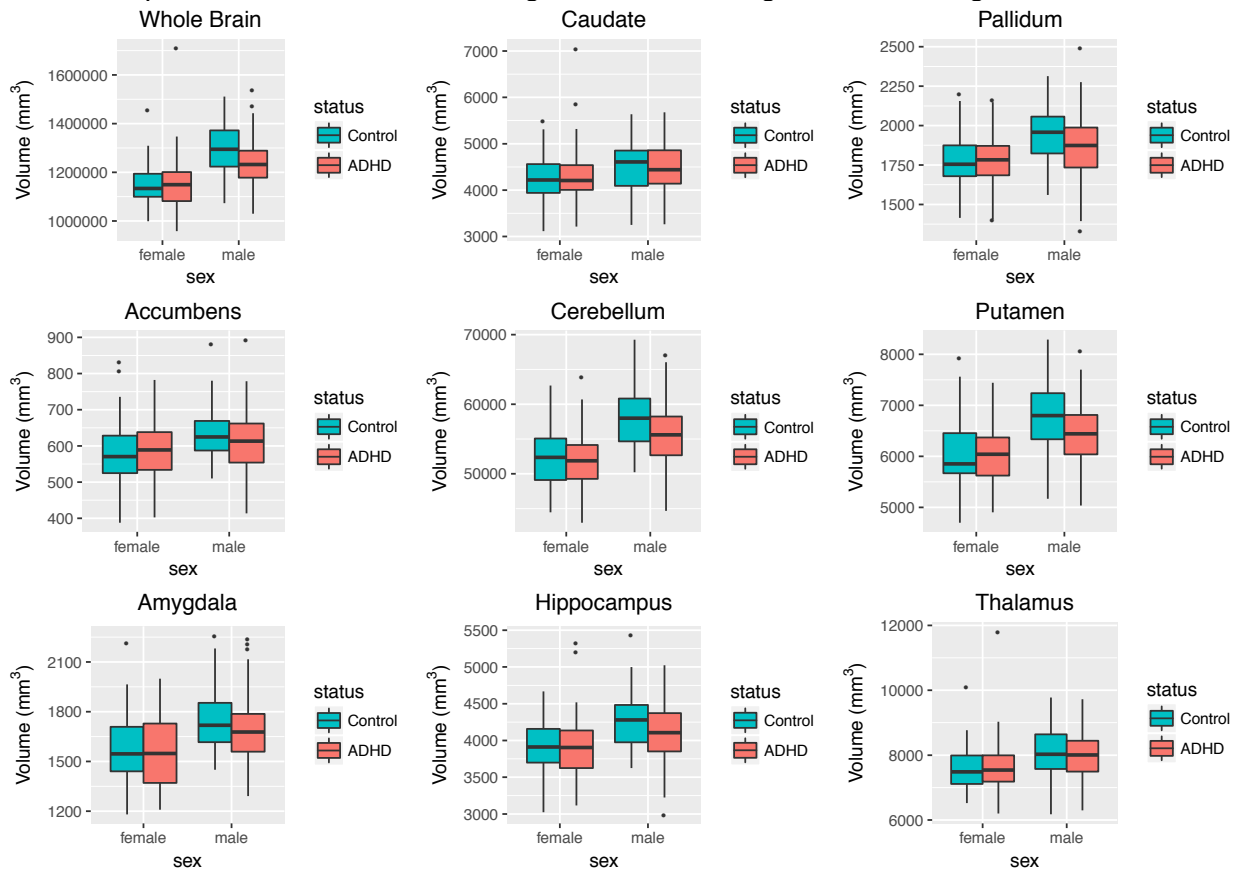 Whole Brain
Volume (mm³)
1600000
1400000
1200000
1000000
female
male
sex
status
Control
ADHD
Caudate
Volume (mm³)
7000
6000
5000
4000
3000
female
male
sex
status
Control
ADHD
Pallidum
Volume (mm³)
2500
2250
2000
1750
1500
female
male
sex
status
Control
ADHD
Accumbens
Volume (mm³)
900
800
700
600
500
400
female
male
sex
status
Control
ADHD
Cerebellum
Volume (mm³)
70000
60000
50000
female
male
sex
status
Control
ADHD
Putamen
Volume (mm³)
8000
7000
6000
5000
female
male
sex
status
Control
ADHD
Amygdala
Volume (mm³)
2100
1800
1500
1200
female
male
sex
status
Control
ADHD
Hippocampus
Volume (mm³)
5500
5000
4500
4000
3500
3000
female
male
sex
status
Control
ADHD
Thalamus
Volume (mm³)
12000
10000
8000
6000
female
male
sex
status
Control
ADHD